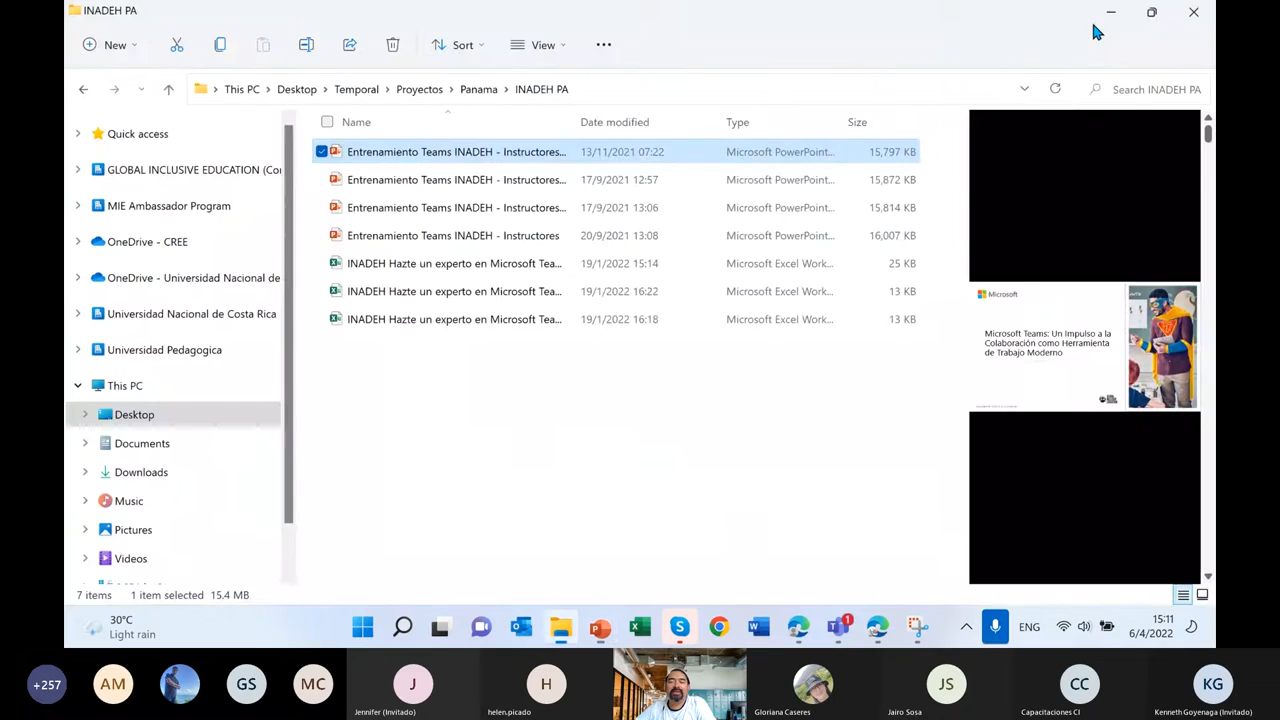 INADEH PA
New
Sort
View
This PC > Desktop > Temporal > Proyectos > Panama > INADEH PA
Search INADEH PA
Name Date modified Type Size
Entrenamiento Teams INADEH - Instructores... 13/11/2021 07:22 Microsoft PowerPoint... 15,797 KB
Entrenamiento Teams INADEH - Instructores... 17/9/2021 12:57 Microsoft PowerPoint... 15,872 KB
Entrenamiento Teams INADEH - Instructores... 17/9/2021 13:06 Microsoft PowerPoint... 15,814 KB
Entrenamiento Teams INADEH - Instructores 20/9/2021 13:08 Microsoft PowerPoint... 16,007 KB
INADEH Hazte un experto en Microsoft Tea... 19/1/2022 15:14 Microsoft Excel Work... 25 KB
INADEH Hazte un experto en Microsoft Tea... 19/1/2022 16:22 Microsoft Excel Work... 13 KB
INADEH Hazte un experto en Microsoft Tea... 19/1/2022 16:18 Microsoft Excel Work... 13 KB
Quick access
GLOBAL INCLUSIVE EDUCATION (Cor
MIE Ambassador Program
OneDrive - CREE
OneDrive - Universidad Nacional de
Universidad Nacional de Costa Rica
Universidad Pedagogica
This PC
Desktop
Documents
Downloads
Music
Pictures
Videos
Microsoft
Microsoft Teams: Un Impulso a la
Colaboración como Herramienta
de Trabajo Moderno
7 items 1 item selected 15.4 MB
30°C
Light rain
1
ENG
15:11
6/4/2022
+257
AM
GS
MC
J
H
JS
CC
KG
Jennifer (Invitado)
helen.picado
Gloriana Caseres
Jairo Sosa
Capacitaciones CI
Kenneth Goyenaga (Invitado)